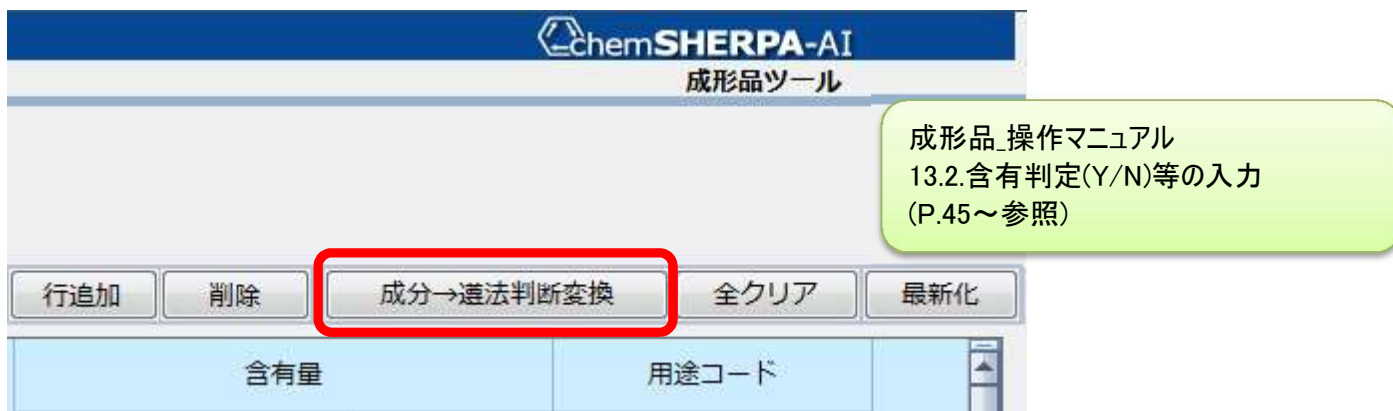 chemSHERPA-AI
成形品ツール
成形品_操作マニュアル
13.2.含有判定(Y/N)等の入力
(P.45～参照)
行追加 削除 成分→遵法判断変換 全クリア 最新化
含有量 用途コード